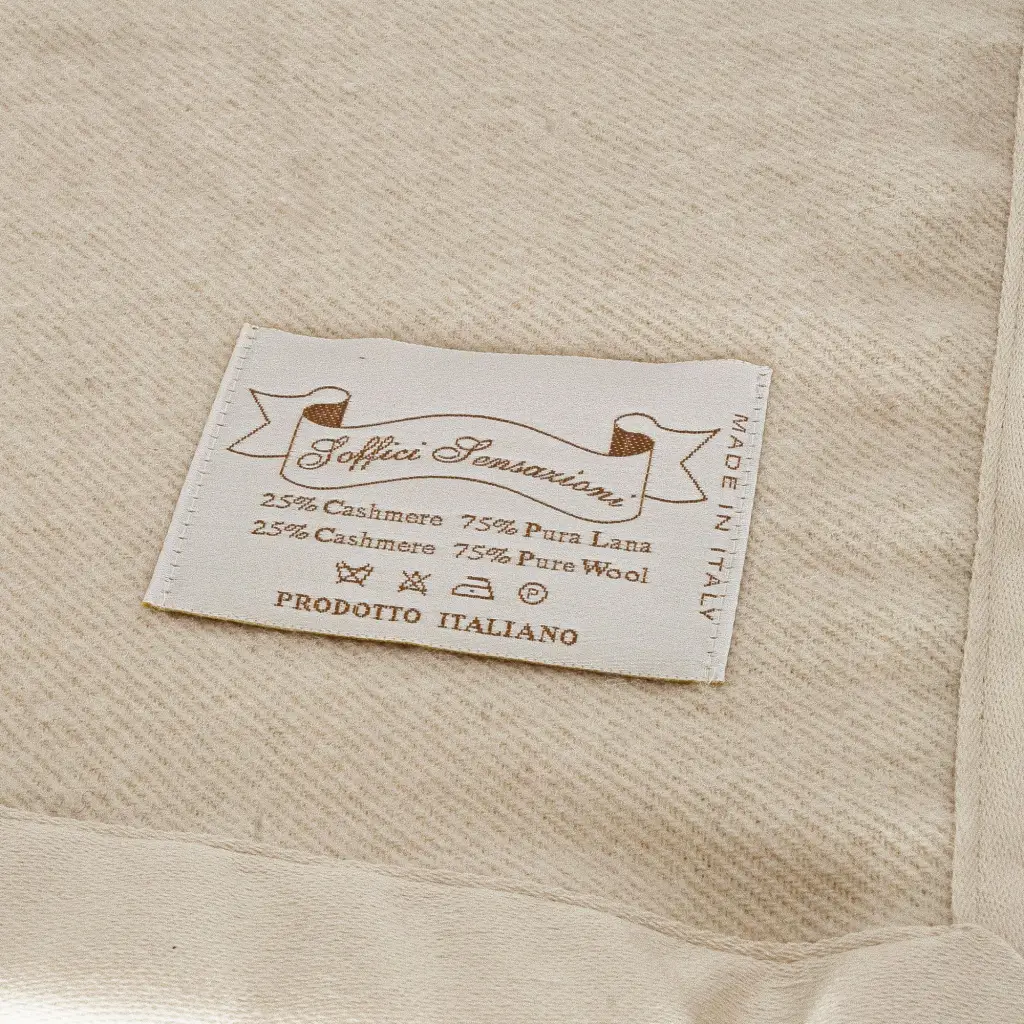 Soffici Sensazioni
25% Cashmere 75% Pura Lana
25% Cashmere 75% Pure Wool
P
PRODOTTO ITALIANO
MADE IN ITALY